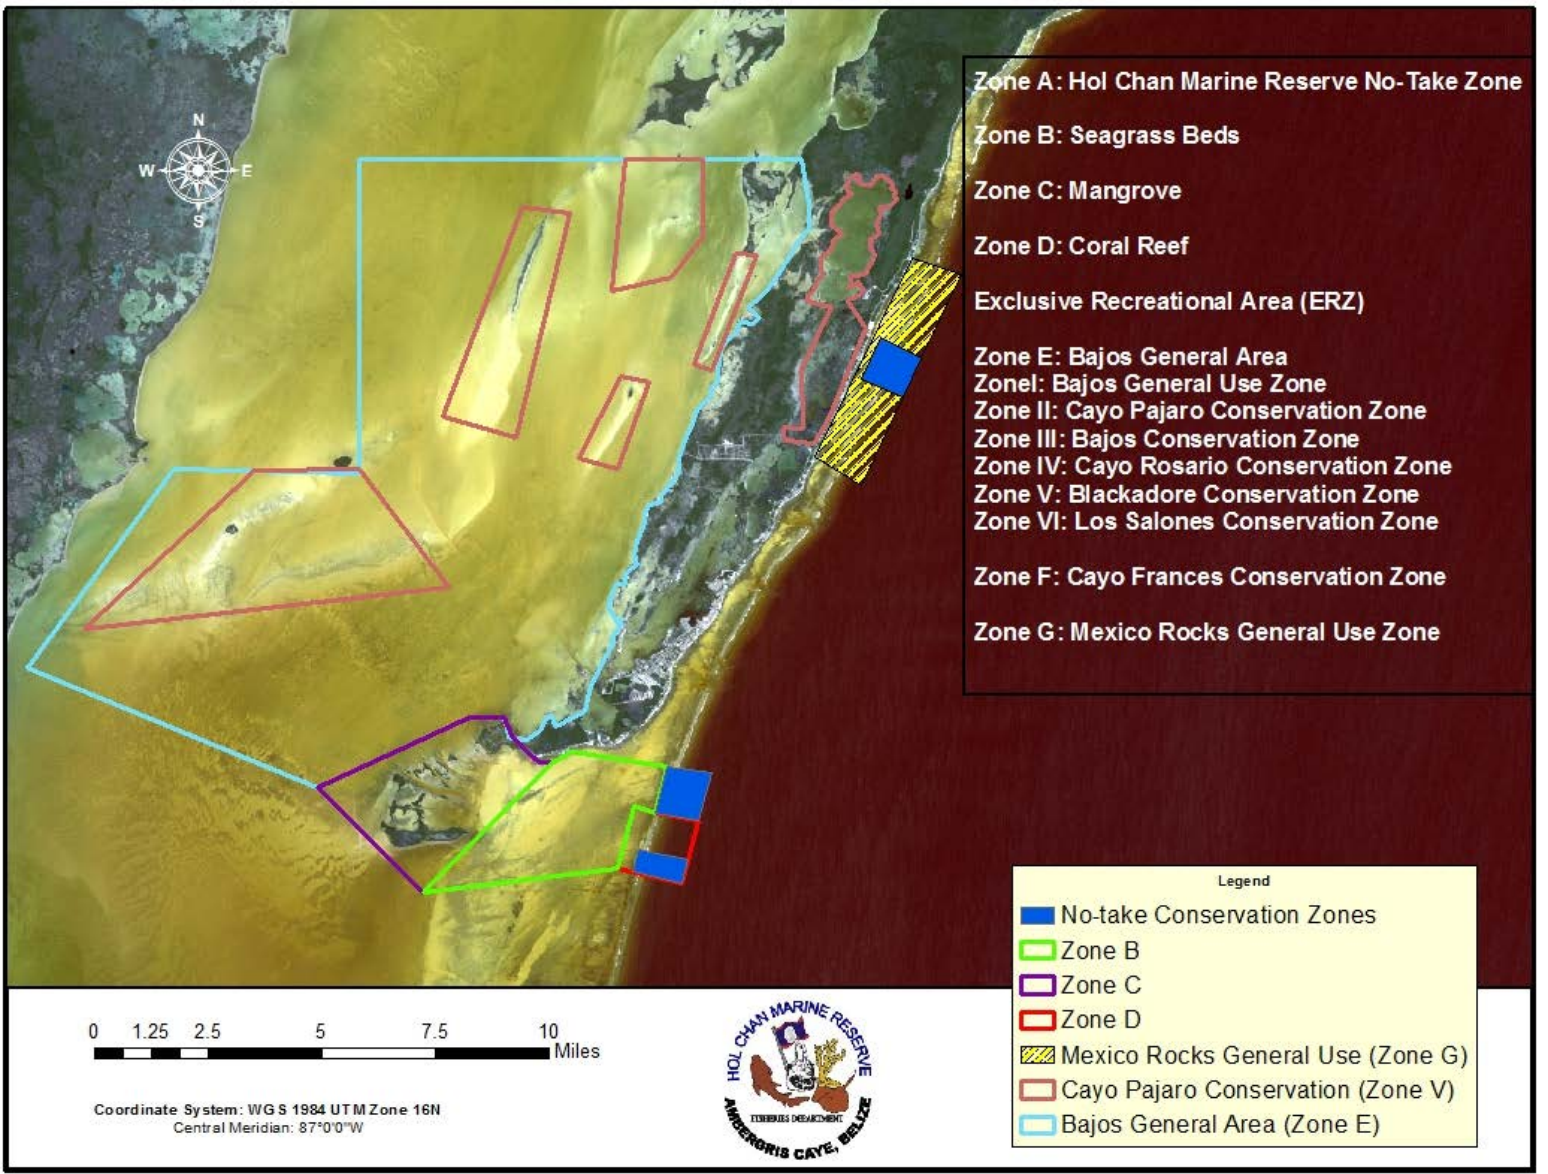 N
W
E
S
Zone A: Hol Chan Marine Reserve No-Take Zone
Zone B: Seagrass Beds
Zone C: Mangrove
Zone D: Coral Reef
Exclusive Recreational Area (ERZ)
Zone E: Bajos General Area
ZoneI: Bajos General Use Zone
Zone II: Cayo Pajaro Conservation Zone
Zone III: Bajos Conservation Zone
Zone IV: Cayo Rosario Conservation Zone
Zone V: Blackadore Conservation Zone
Zone VI: Los Salones Conservation Zone
Zone F: Cayo Frances Conservation Zone
Zone G: Mexico Rocks General Use Zone
Legend
No-take Conservation Zones
Zone B
Zone C
Zone D
Mexico Rocks General Use (Zone G)
Cayo Pajaro Conservation (Zone V)
Bajos General Area (Zone E)
0 1.25 2.5 5 7.5 10
Miles
Coordinate System: WGS 1984 UTM Zone 16N
Central Meridian: 87°0'0"W
HOL CHAN MARINE RESERVE
FISHERIES DEPARTMENT
AMBERGRIS CAYE, BELIZE